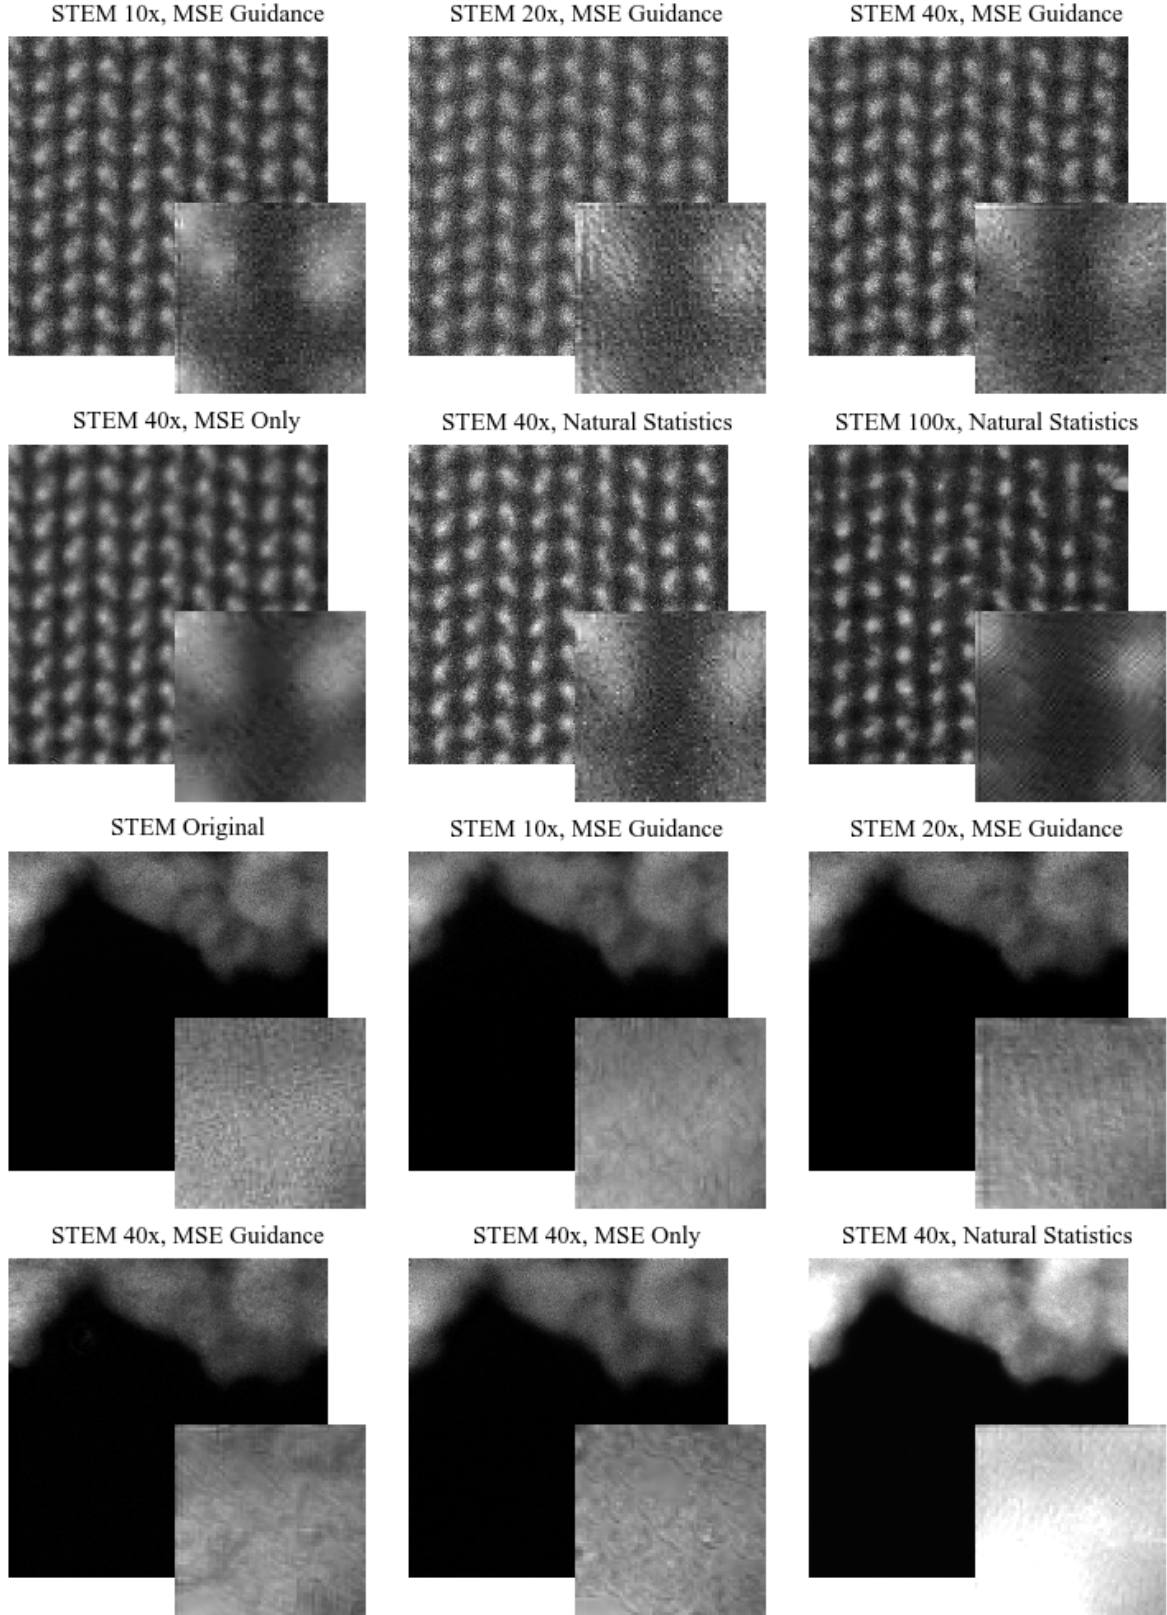 STEM 10x, MSE Guidance
STEM 20x, MSE Guidance
STEM 40x, MSE Guidance
STEM 40x, MSE Only
STEM 40x, Natural Statistics
STEM 100x, Natural Statistics
STEM Original
STEM 10x, MSE Guidance
STEM 20x, MSE Guidance
STEM 40x, MSE Guidance
STEM 40x, MSE Only
STEM 40x, Natural Statistics